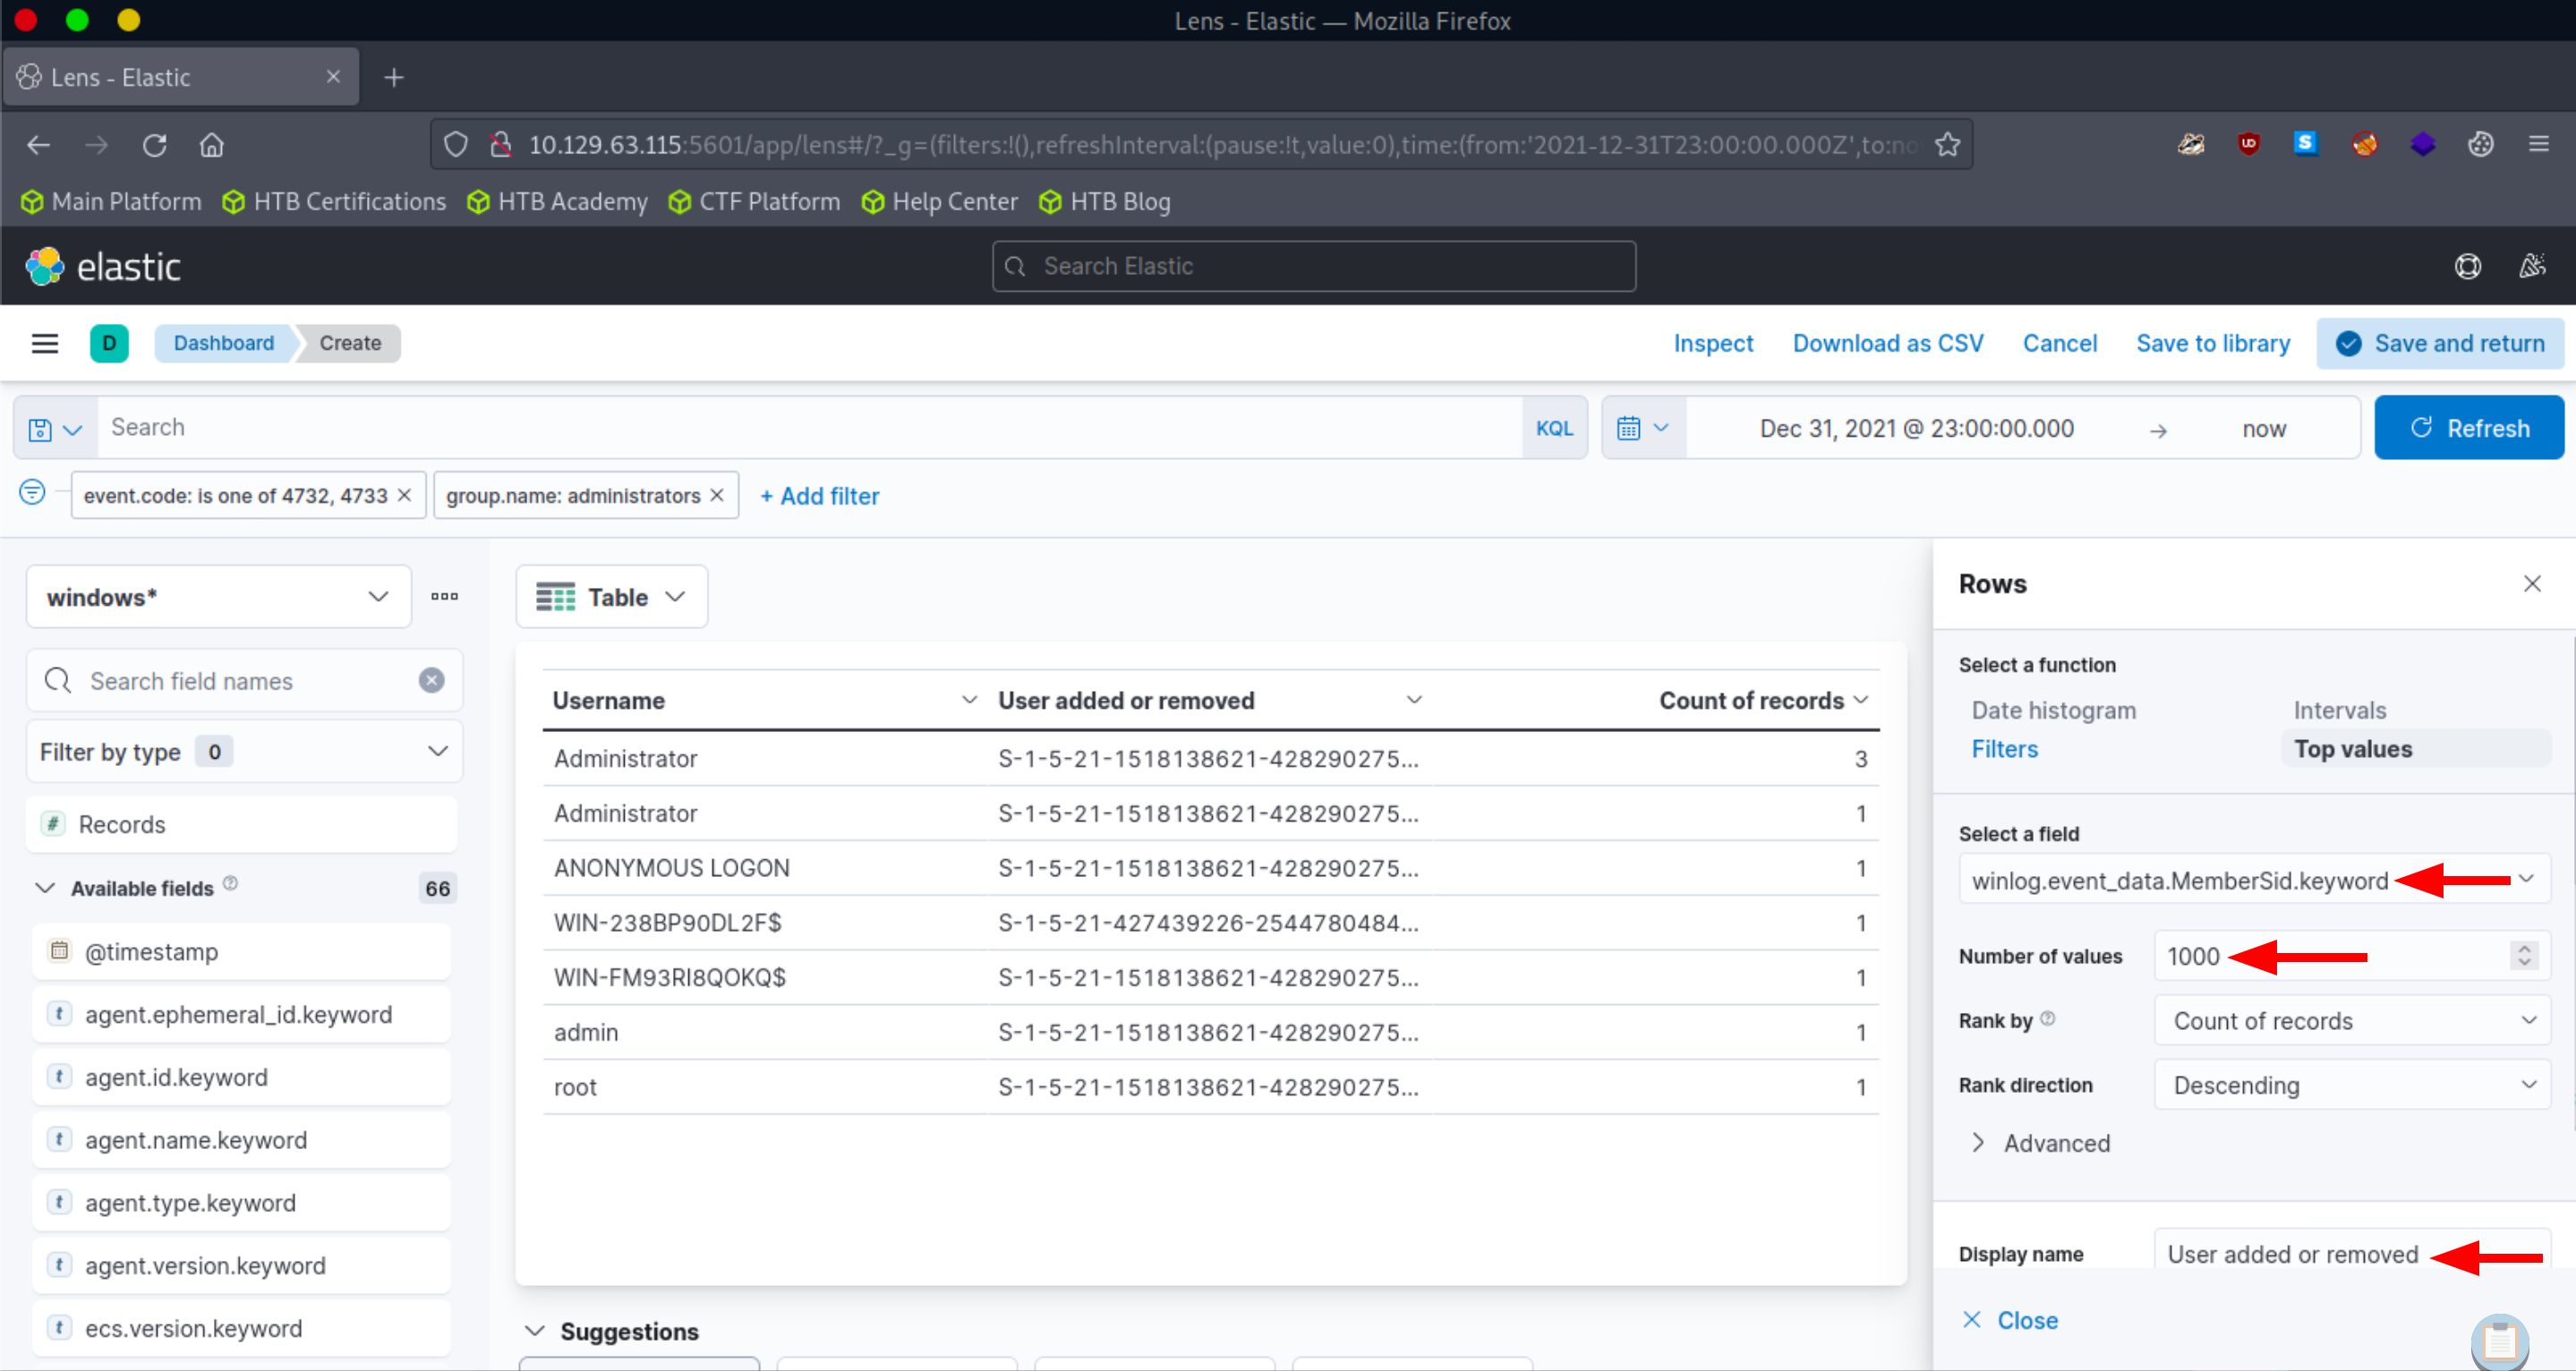 Lens - Elastic — Mozilla Firefox
Lens - Elastic
10.129.63.115:5601/app/lens#/?_g=(filters:!(),refreshInterval:(pause:!t,value:0),time:(from:'2021-12-31T23:00:00.000Z',to:no
Main Platform HTB Certifications HTB Academy CTF Platform Help Center HTB Blog
elastic Search Elastic
D Dashboard Create Inspect Download as CSV Cancel Save to library Save and return
Search KQL Dec 31, 2021 @ 23:00:00.000 → now Refresh
event.code: is one of 4732, 4733 × group.name: administrators × + Add filter
windows*
Search field names
Filter by type 0
# Records
Available fields 66
@timestamp
t agent.ephemeral_id.keyword
t agent.id.keyword
t agent.name.keyword
t agent.type.keyword
t agent.version.keyword
t ecs.version.keyword
Table
Username User added or removed Count of records
Administrator S-1-5-21-1518138621-428290275... 3
Administrator S-1-5-21-1518138621-428290275... 1
ANONYMOUS LOGON S-1-5-21-1518138621-428290275... 1
WIN-238BP90DL2F$ S-1-5-21-427439226-2544780484... 1
WIN-FM93RI8QOKQ$ S-1-5-21-1518138621-428290275... 1
admin S-1-5-21-1518138621-428290275... 1
root S-1-5-21-1518138621-428290275... 1
Suggestions
Rows
Select a function
Date histogram Intervals
Filters Top values
Select a field
winlog.event_data.MemberSid.keyword
Number of values 1000
Rank by Count of records
Rank direction Descending
Advanced
Display name User added or removed
Close